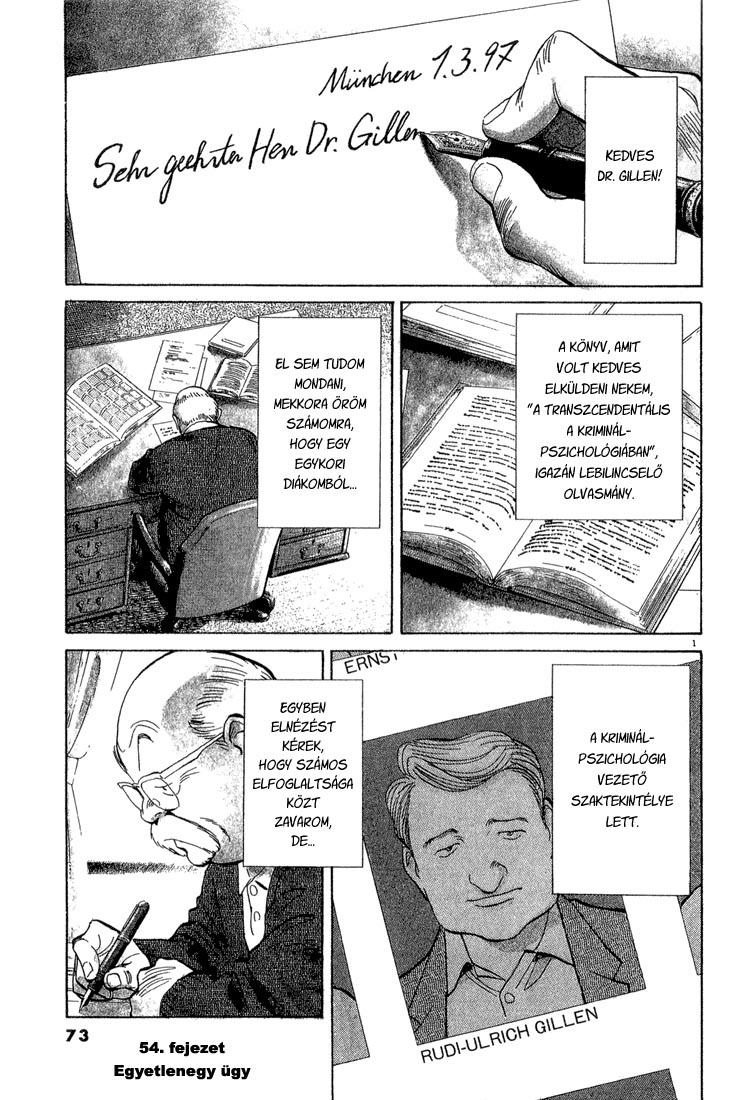 München 1.3.97
Sehr geehrter Herr Dr. Gillen
KEDVES
DR. GILLEN!
A KÖNYV, AMIT
VOLT KEDVES
ELKÜLDENI NEKEM,
"A TRANSZCENDENTÁLIS
A KRIMINÁL-
PSZICHOLÓGIÁBAN",
IGAZÁN LEBILINCSELŐ
OLVASMÁNY.
EL SEM TUDOM
MONDANI,
MEKKORA ÖRÖM
SZÁMOMRA,
HOGY EGY
EGYKORI
DIÁKOMBÓL...
1
ERNST
A KRIMINÁL-
PSZICHOLÓGIA
VEZETŐ
SZAKTEKINTÉLYE
LETT.
RUDI-ULRICH GILLEN
EGYBEN
ELNÉZÉST
KÉREK,
HOGY SZÁMOS
ELFOGLALTSÁGA
KÖZT
ZAVAROM,
DE...
73
54. fejezet
Egyetlenegy ügy